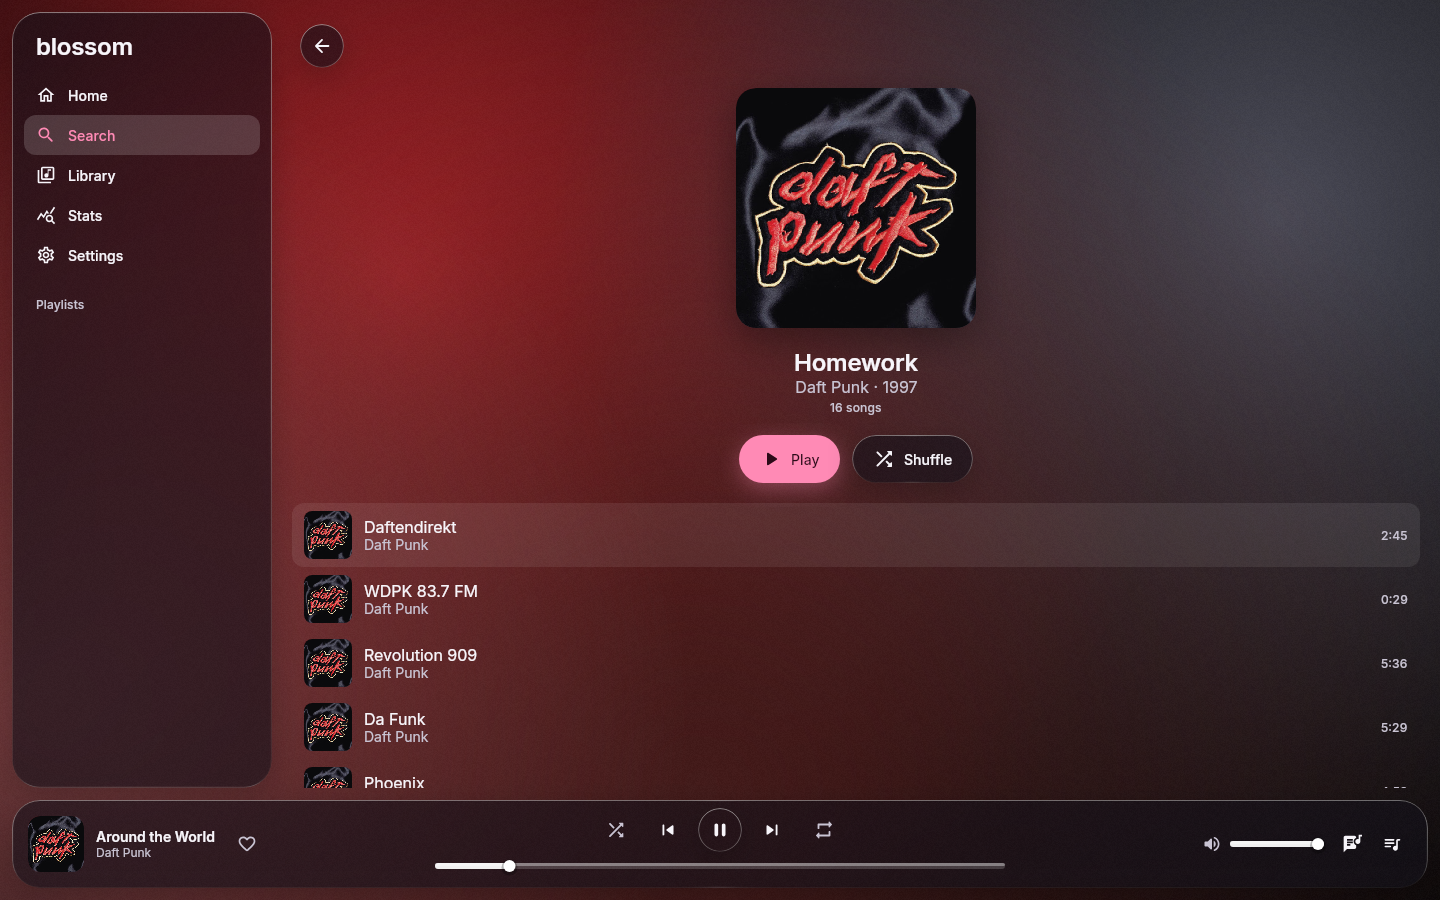 blossom
Home
Search
Library
Stats
Settings
Playlists
daft
punk
Homework
Daft Punk · 1997
16 songs
Play
Shuffle
Daftendirekt
Daft Punk
2:45
WDPK 83.7 FM
Daft Punk
0:29
Revolution 909
Daft Punk
5:36
Da Funk
Daft Punk
5:29
Phoenix
Around the World
Daft Punk